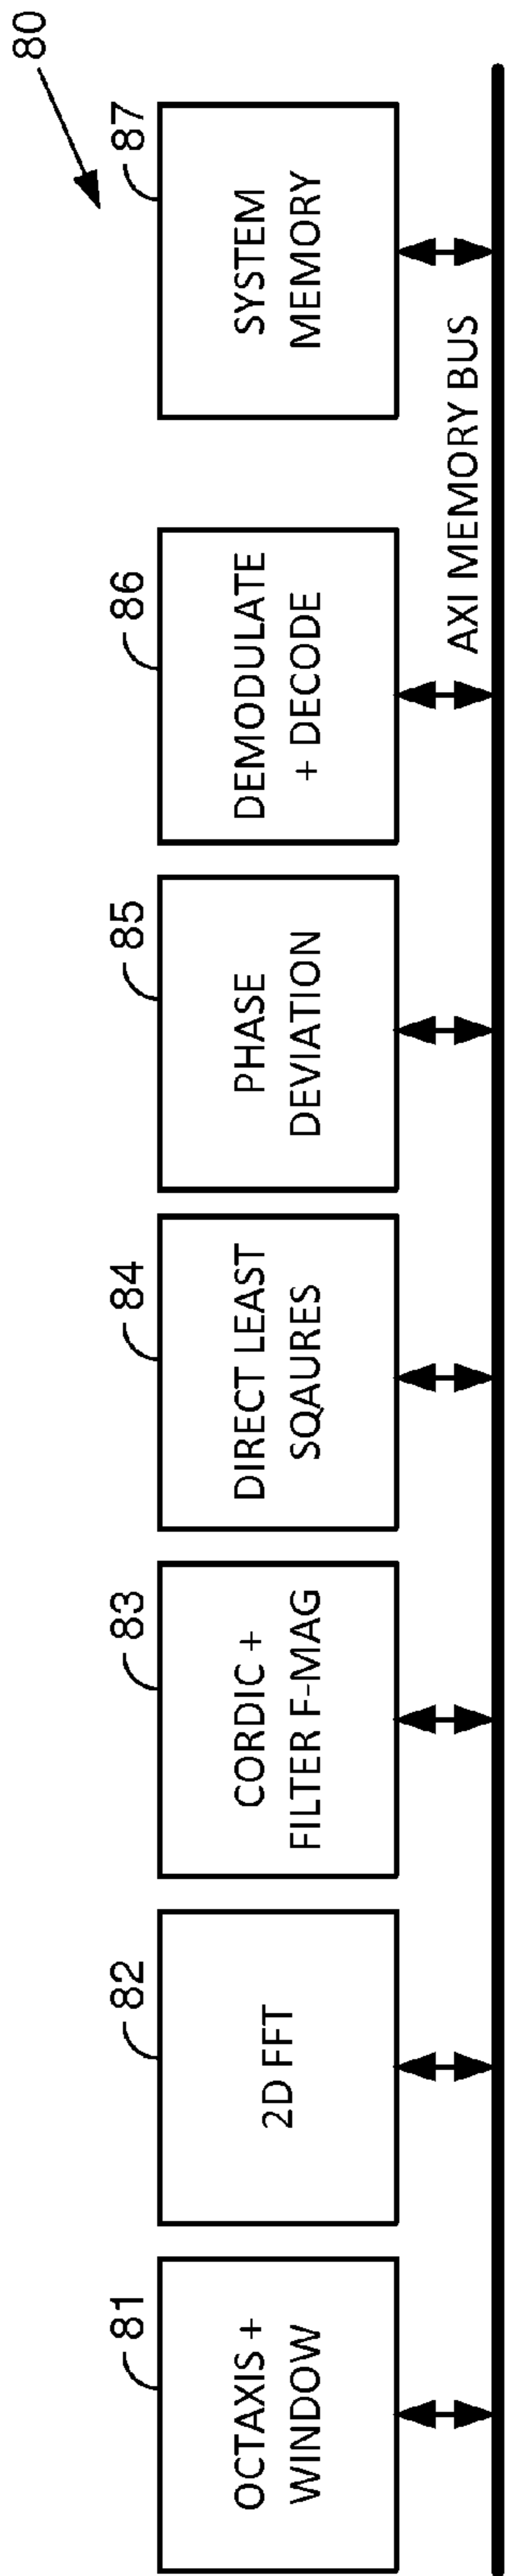 80
81
OCTAXIS +
WINDOW
82
2D FFT
83
CORDIC +
FILTER F-MAG
84
DIRECT LEAST
SQAURES
85
PHASE
DEVIATION
86
DEMODULATE
+ DECODE
87
SYSTEM
MEMORY
AXI MEMORY BUS